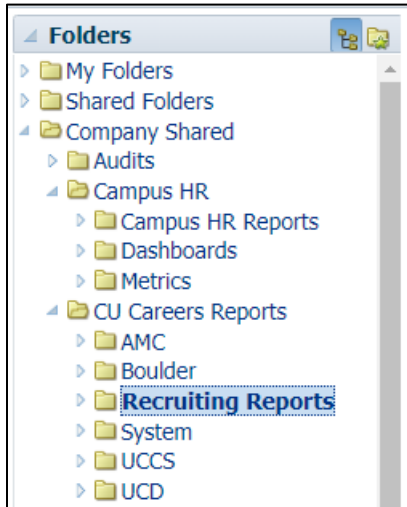 Folders
My Folders
Shared Folders
Company Shared
Audits
Campus HR
Campus HR Reports
Dashboards
Metrics
CU Careers Reports
AMC
Boulder
Recruiting Reports
System
UCCS
UCD